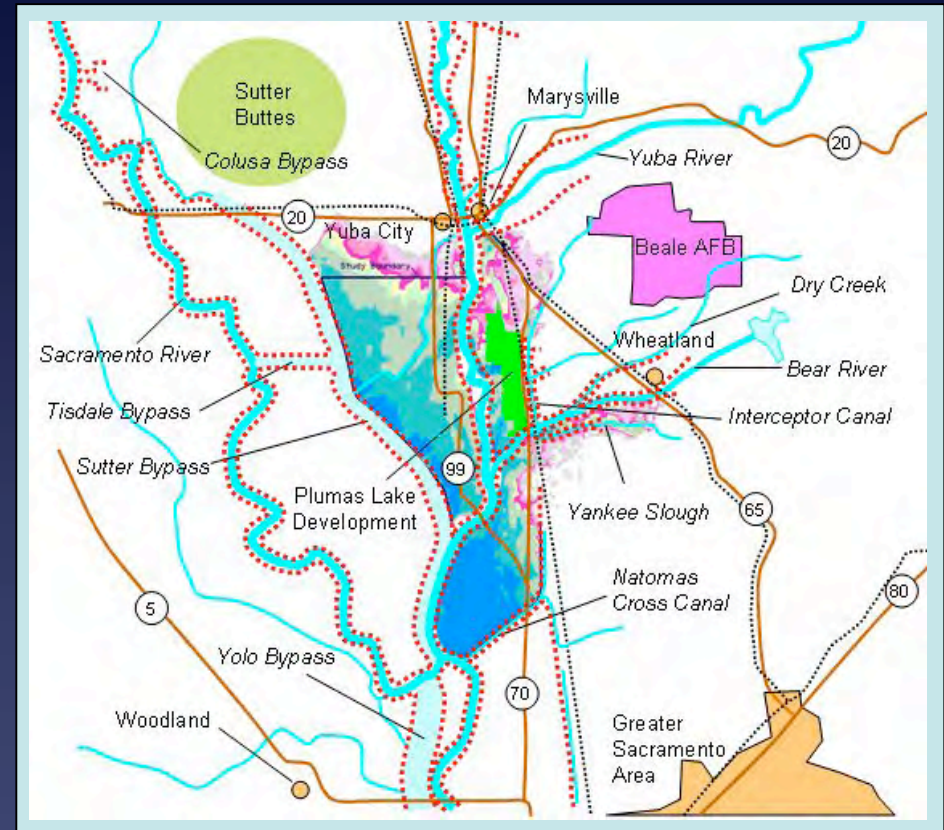 Sutter
Buttes
Colusa Bypass
Marysville
Yuba River
20
20
Yuba City
Beale AFB
Study Boundary
Dry Creek
Wheatland
Sacramento River
Bear River
Tisdale Bypass
Interceptor Canal
Sutter Bypass
99
Plumas Lake
Development
Yankee Slough
65
Natomas
Cross Canal
80
5
Yolo Bypass
70
Woodland
Greater
Sacramento
Area